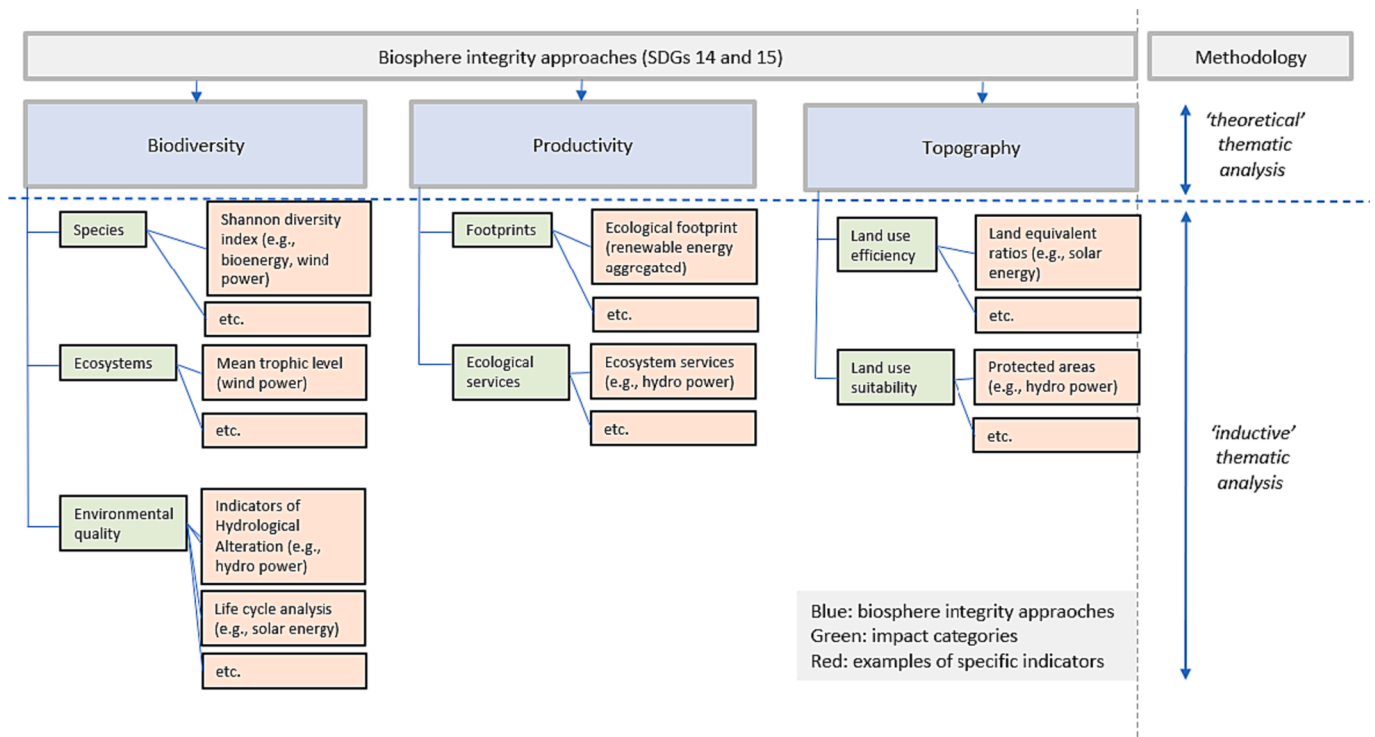 Biosphere integrity approaches (SDGs 14 and 15)
Methodology
Biodiversity
Productivity
Topography
‘theoretical’
thematic
analysis
Species
Shannon diversity
index (e.g.,
bioenergy, wind
power)
etc.
Ecosystems
Mean trophic level
(wind power)
etc.
Environmental
quality
Indicators of
Hydrological
Alteration (e.g.,
hydro power)
Life cycle analysis
(e.g., solar energy)
etc.
Footprints
Ecological footprint
(renewable energy
aggregated)
etc.
Ecological
services
Ecosystem services
(e.g., hydro power)
etc.
Land use
efficiency
Land equivalent
ratios (e.g., solar
energy)
etc.
Land use
suitability
Protected areas
(e.g., hydro power)
etc.
‘inductive’
thematic
analysis
Blue: biosphere integrity appraoches
Green: impact categories
Red: examples of specific indicators